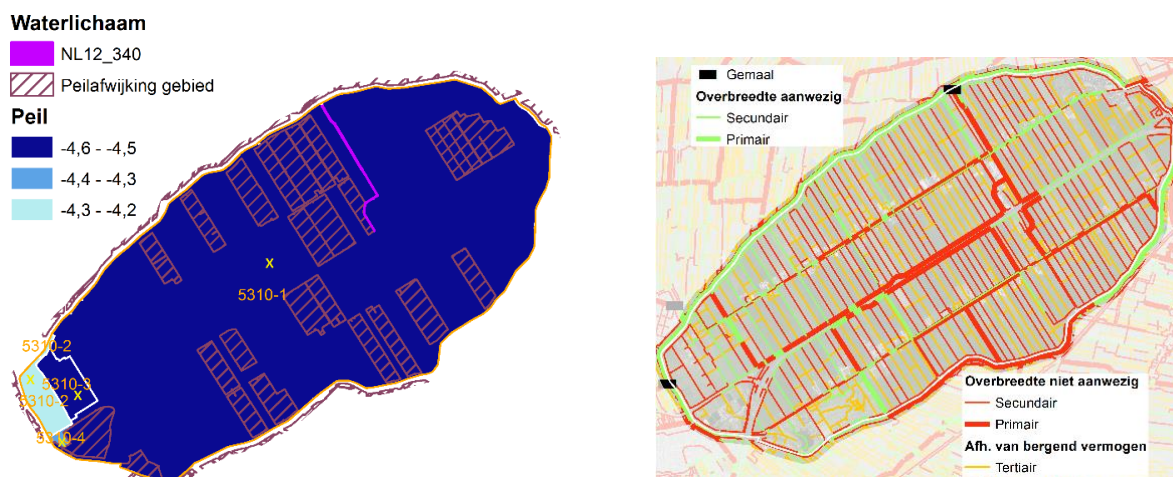 Waterlichaam
NL12_340
Peilafwijking gebied
Peil
-4,6 - -4,5
-4,4 - -4,3
-4,3 - -4,2
5310-1
5310-2
5310-3
5310-2
5310-4
Gemaal
Overbreedte aanwezig
Secundair
Primair
Overbreedte niet aanwezig
Secundair
Primair
Afh. van bergend vermogen
Tertiair